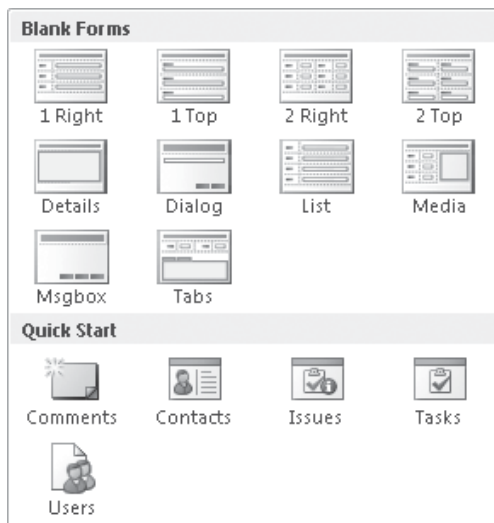 Blank Forms
1 Right 1 Top 2 Right 2 Top
Details Dialog List Media
Msgbox Tabs
Quick Start
Comments Contacts Issues Tasks
Users